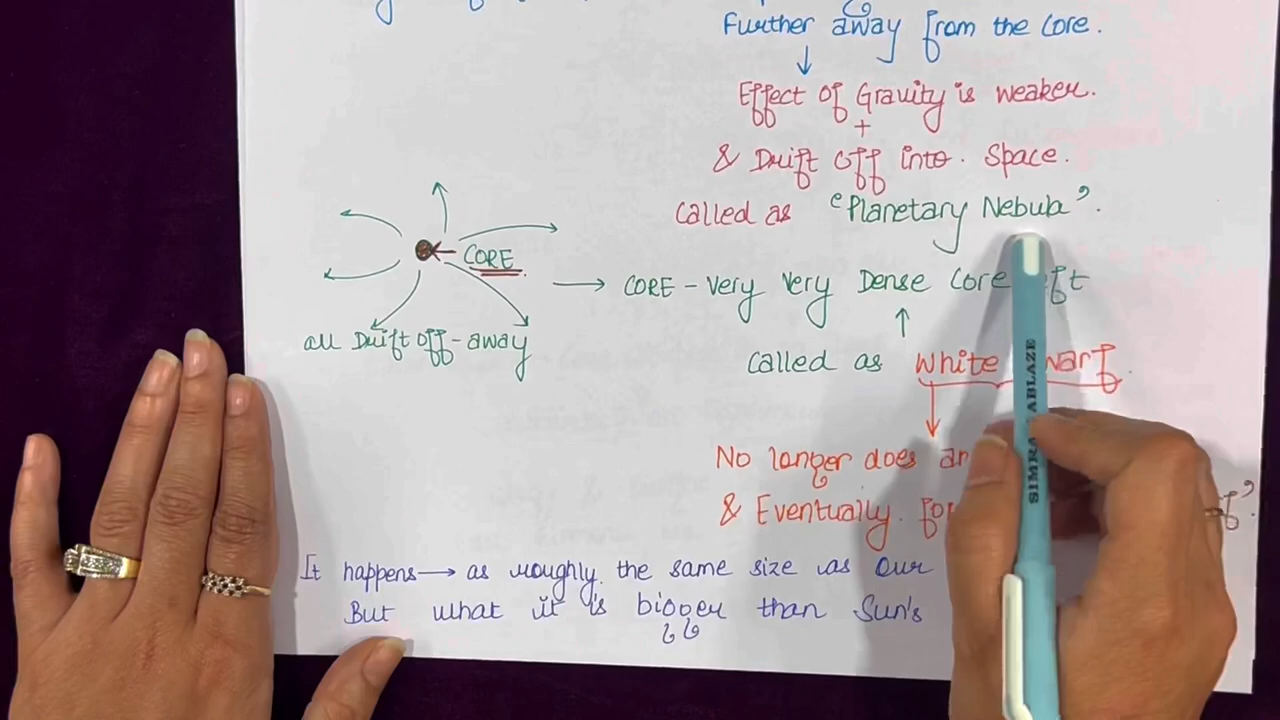 Further away from the Core.
↓
Effect Of Gravity is weaker.
+
& Drift off into. Space.
Called as ‘Planetary Nebula’.
← CORE
→ CORE - Very Very Dense Core
all Drift off - away
↑
Called as White
No longer does
& Eventually.
It happens → as roughly the same size as Our
But what it is bigger than Sun's
SIMRA ABLAZE